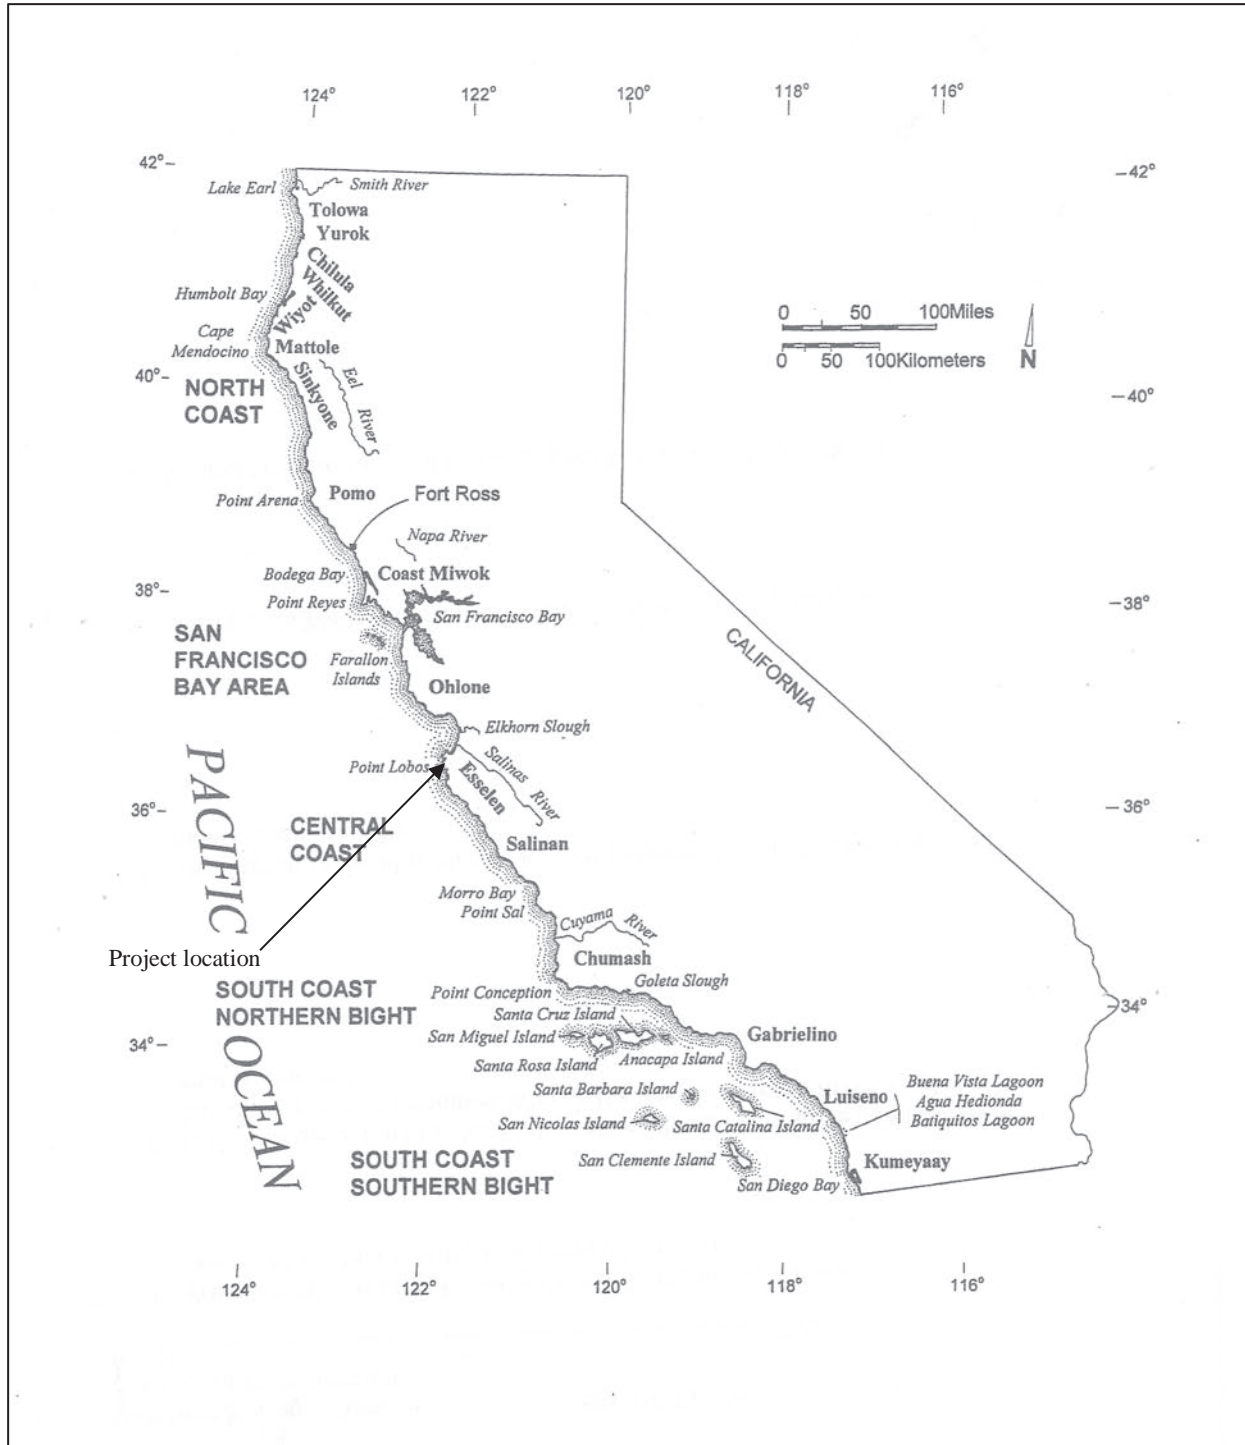 124°
122°
120°
118°
116°
42°
42°
Lake Earl
Smith River
Tolowa
Yurok
Chilula
Whilkut
Humbolt Bay
Wiyot
0 50 100Miles
Cape
Mendocino
Mattole
0 50 100Kilometers
N
40°
40°
NORTH
COAST
Sinkyone
Eel
River
Point Arena
Pomo
Fort Ross
Napa River
Bodega Bay
Coast Miwok
38°
38°
Point Reyes
San Francisco Bay
SAN
FRANCISCO
BAY AREA
CALIFORNIA
Farallon
Islands
Ohlone
Elkhorn Slough
Point Lobos
Esselen
Salinas
River
36°
36°
PACIFIC
OCEAN
CENTRAL
COAST
Salinan
Morro Bay
Point Sal
Cuyama
River
Project location
Chumash
Goleta Slough
SOUTH COAST
NORTHERN BIGHT
Point Conception
34°
34°
Santa Cruz Island
San Miguel Island
Gabrielino
Santa Rosa Island
Anacapa Island
Santa Barbara Island
Luiseno
Buena Vista Lagoon
Agua Hedionda
Batiquitos Lagoon
San Nicolas Island
Santa Catalina Island
SOUTH COAST
SOUTHERN BIGHT
San Clemente Island
Kumeyaay
San Diego Bay
124°
122°
120°
118°
116°